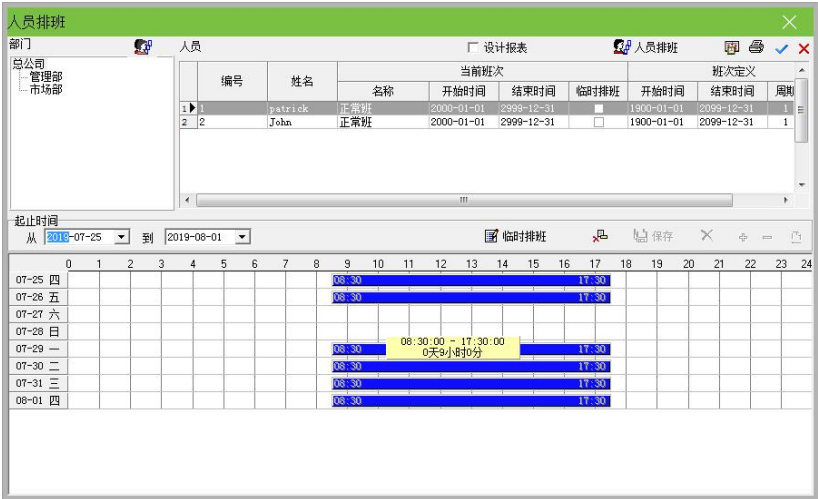 人员排班
部门 人员 设计报表 人员排班
总公司
管理部
市场部
当前班次 班次定义
编号 姓名 名称 开始时间 结束时间 临时排班 开始时间 结束时间 周期
1 1 patrick 正常班 2000-01-01 2999-12-31 1900-01-01 2099-12-31 1
2 2 John 正常班 2000-01-01 2999-12-31 1900-01-01 2099-12-31 1
起止时间
从 2019-07-25 到 2019-08-01 临时排班 保存
0 1 2 3 4 5 6 7 8 9 10 11 12 13 14 15 16 17 18 19 20 21 22 23 24
07-25 四 08:30 17:30
07-26 五 08:30 17:30
07-27 六
07-28 日
08:30:00 - 17:30:00
0天9小时0分
07-29 一 08:30 17:30
07-30 二 08:30 17:30
07-31 三 08:30 17:30
08-01 四 08:30 17:30